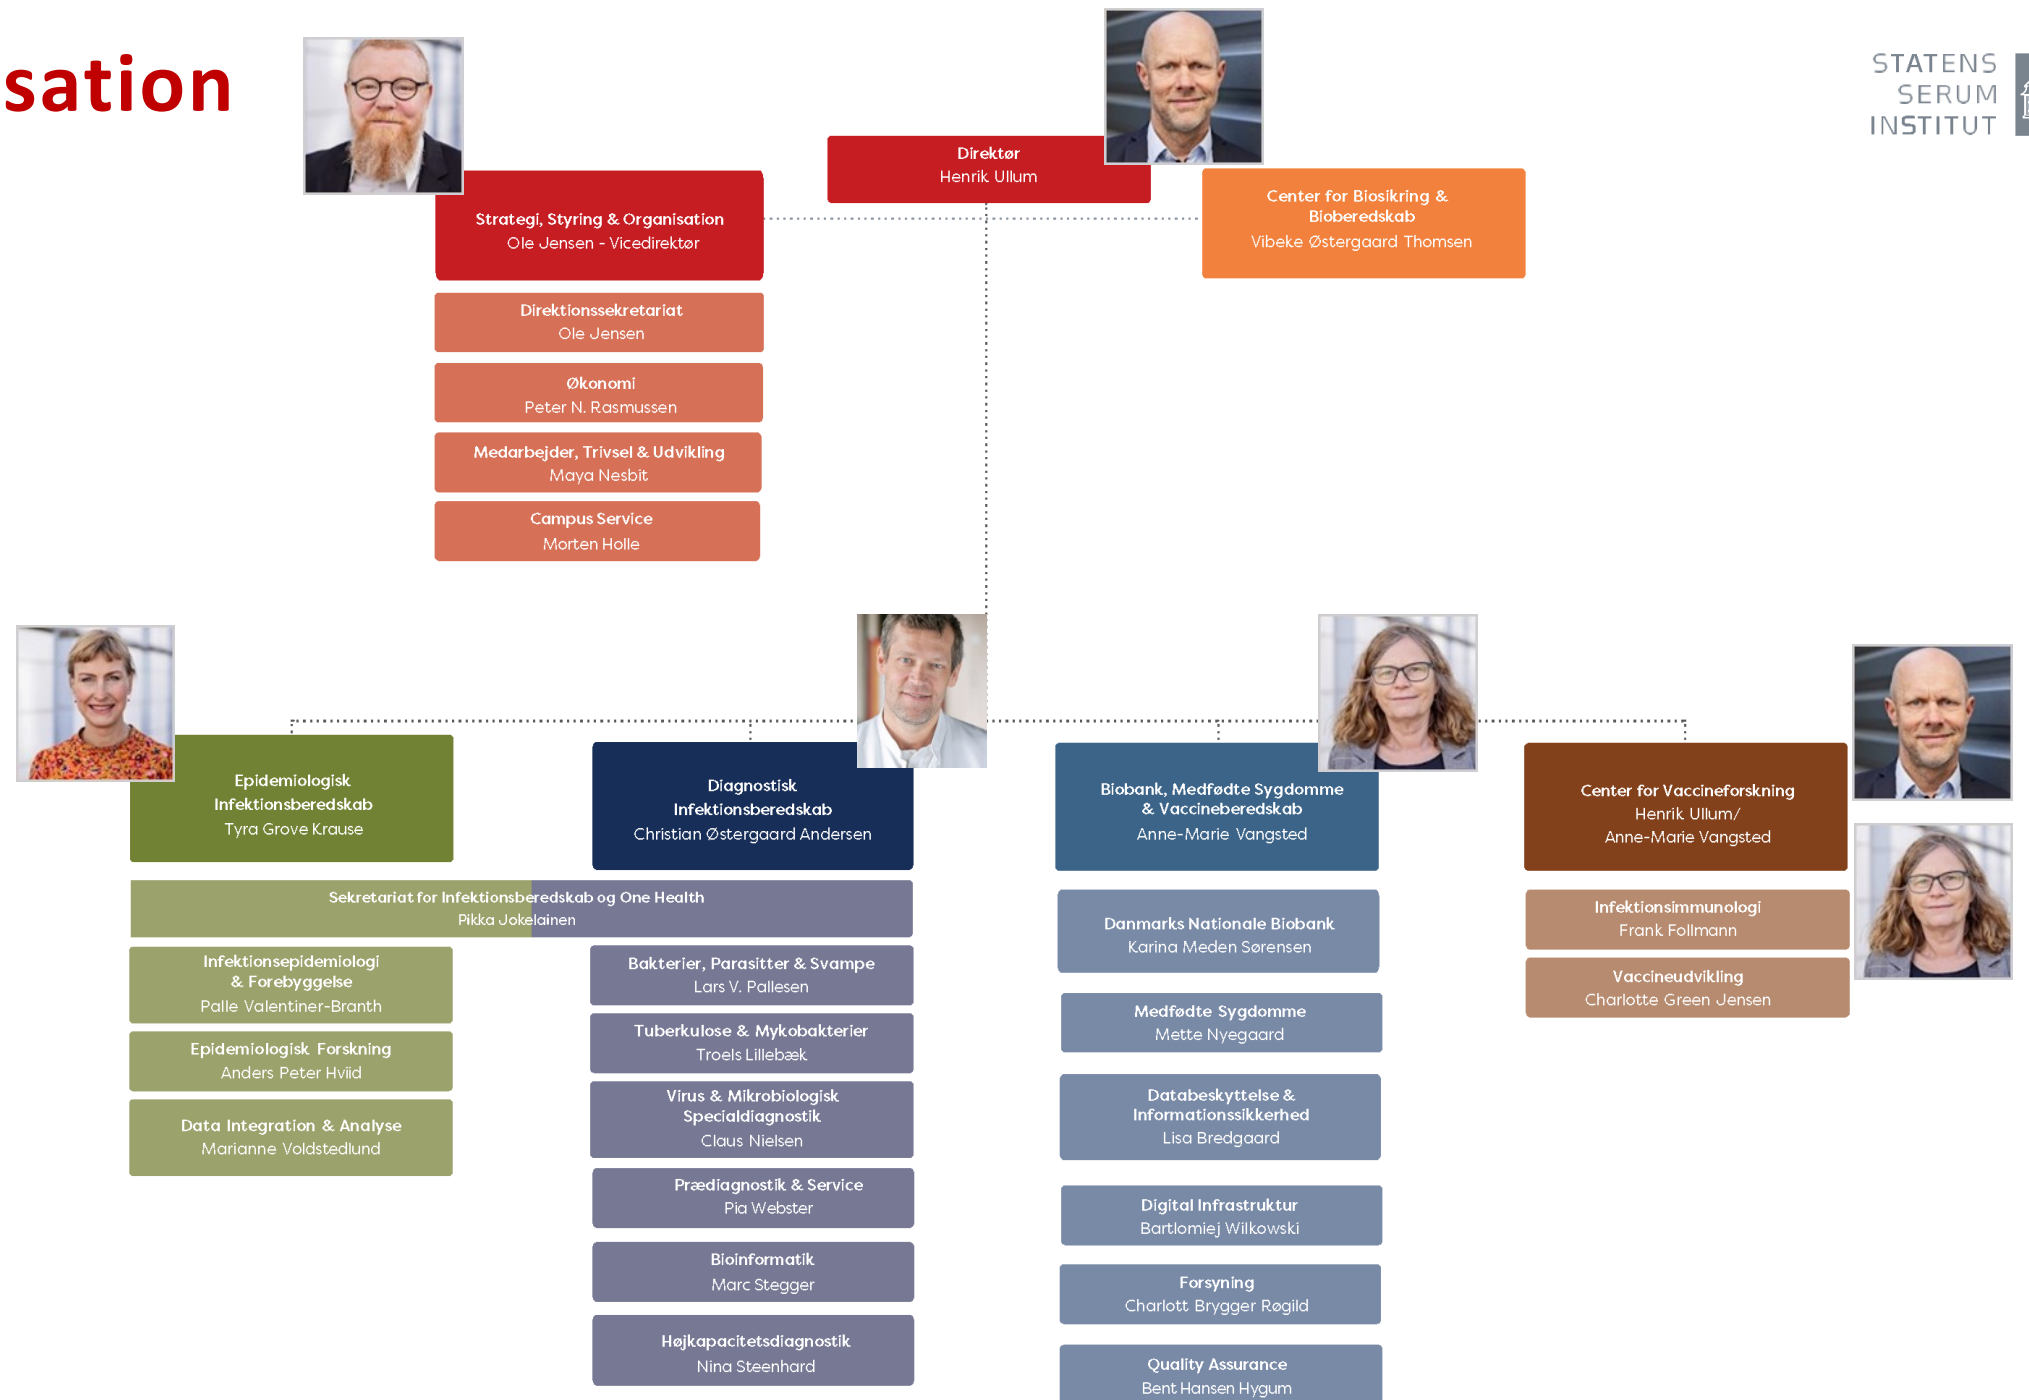 sation
STATENS
SERUM
INSTITUT
Direktør
Henrik Ullum
Strategi, Styring & Organisation
Ole Jensen - Vicedirektør
Center for Biosikring &
Bioberedskab
Vibeke Østergaard Thomsen
Direktionssekretariat
Ole Jensen
Økonomi
Peter N. Rasmussen
Medarbejder, Trivsel & Udvikling
Maya Nesbit
Campus Service
Morten Holle
Epidemiologisk
Infektionsberedskab
Tyra Grove Krause
Diagnostisk
Infektionsberedskab
Christian Østergaard Andersen
Biobank, Medfødte Sygdomme
& Vaccineberedskab
Anne-Marie Vangsted
Center for Vaccineforskning
Henrik Ullum/
Anne-Marie Vangsted
Sekretariat for Infektionsberedskab og One Health
Pikka Jokelainen
Infektionsepidemiologi
& Forebyggelse
Palle Valentiner-Branth
Epidemiologisk Forskning
Anders Peter Hviid
Data Integration & Analyse
Marianne Voldstedlund
Bakterier, Parasitter & Svampe
Lars V. Pallesen
Tuberkulose & Mykobakterier
Troels Lillebæk
Virus & Mikrobiologisk
Specialdiagnostik
Claus Nielsen
Prædiagnostik & Service
Pia Webster
Bioinformatik
Marc Stegger
Højkapacitetsdiagnostik
Nina Steenhard
Danmarks Nationale Biobank
Karina Meden Sørensen
Medfødte Sygdomme
Mette Nyegaard
Databeskyttelse &
Informationssikkerhed
Lisa Bredgaard
Digital Infrastruktur
Bartlomiej Wilkowski
Forsyning
Charlott Brygger Røgild
Quality Assurance
Bent Hansen Hygum
Infektionsimmunologi
Frank Follmann
Vaccineudvikling
Charlotte Green Jensen